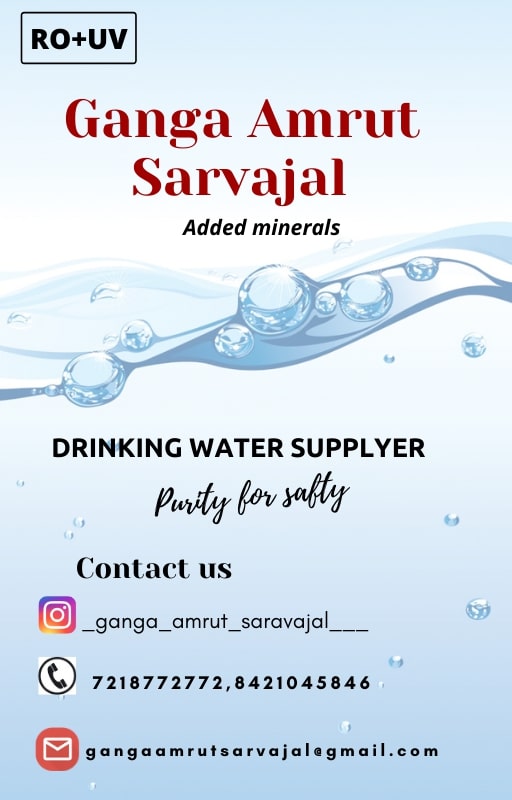 RO+UV
Ganga Amrut
Sarvajal
Added minerals
DRINKING WATER SUPPLYER
Purity for safty
Contact us
_ganga_amrut_saravajal___
7218772772,8421045846
gangaamrutsarvajal@gmail.com